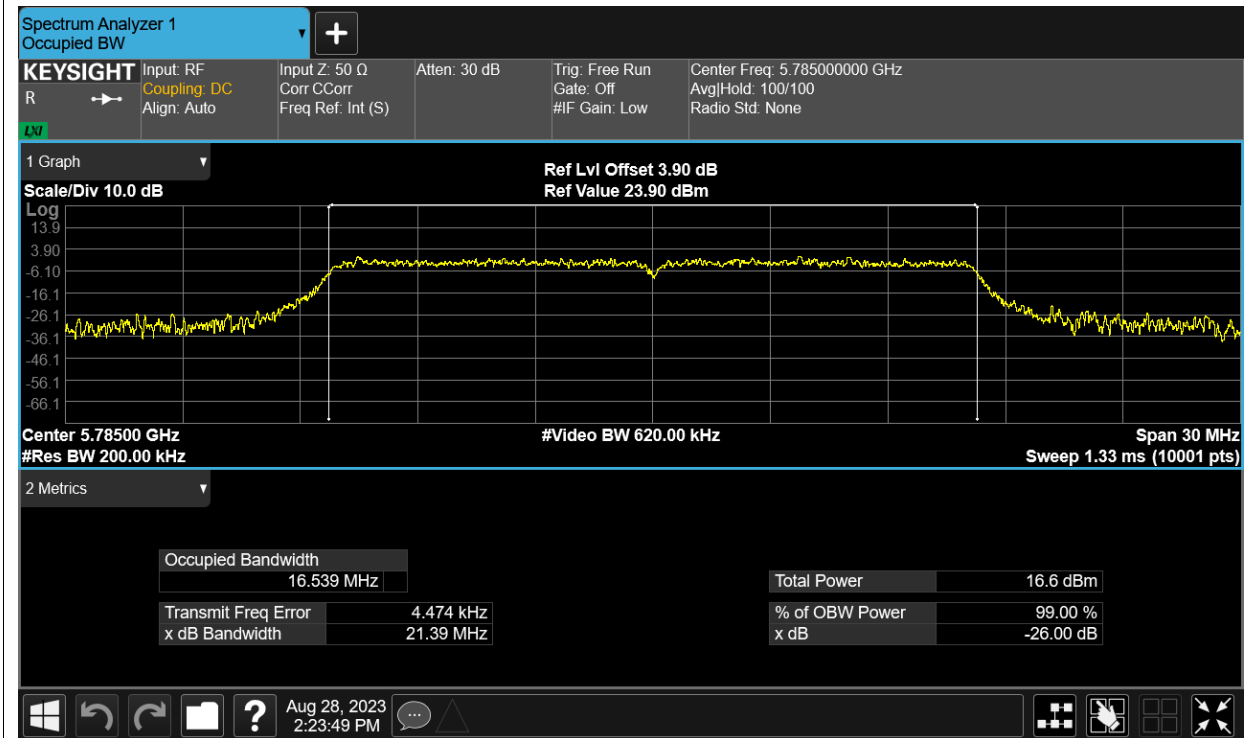 Spectrum Analyzer 1
Occupied BW
KEYSIGHT
R
LXI
Input: RF
Coupling: DC
Align: Auto
Input Z: 50 Ω
Corr CCorr
Freq Ref: Int (S)
Atten: 30 dB
Trig: Free Run
Gate: Off
#IF Gain: Low
Center Freq: 5.785000000 GHz
Avg|Hold: 100/100
Radio Std: None
1 Graph
Scale/Div 10.0 dB
Ref Lvl Offset 3.90 dB
Ref Value 23.90 dBm
Log
13.9
3.90
-6.10
-16.1
-26.1
-36.1
-46.1
-56.1
-66.1
Center 5.78500 GHz
#Video BW 620.00 kHz
Span 30 MHz
#Res BW 200.00 kHz
Sweep 1.33 ms (10001 pts)
2 Metrics
Occupied Bandwidth
16.539 MHz
Transmit Freq Error 4.474 kHz
x dB Bandwidth 21.39 MHz
Total Power 16.6 dBm
% of OBW Power 99.00 %
x dB -26.00 dB
?
Aug 28, 2023
2:23:49 PM